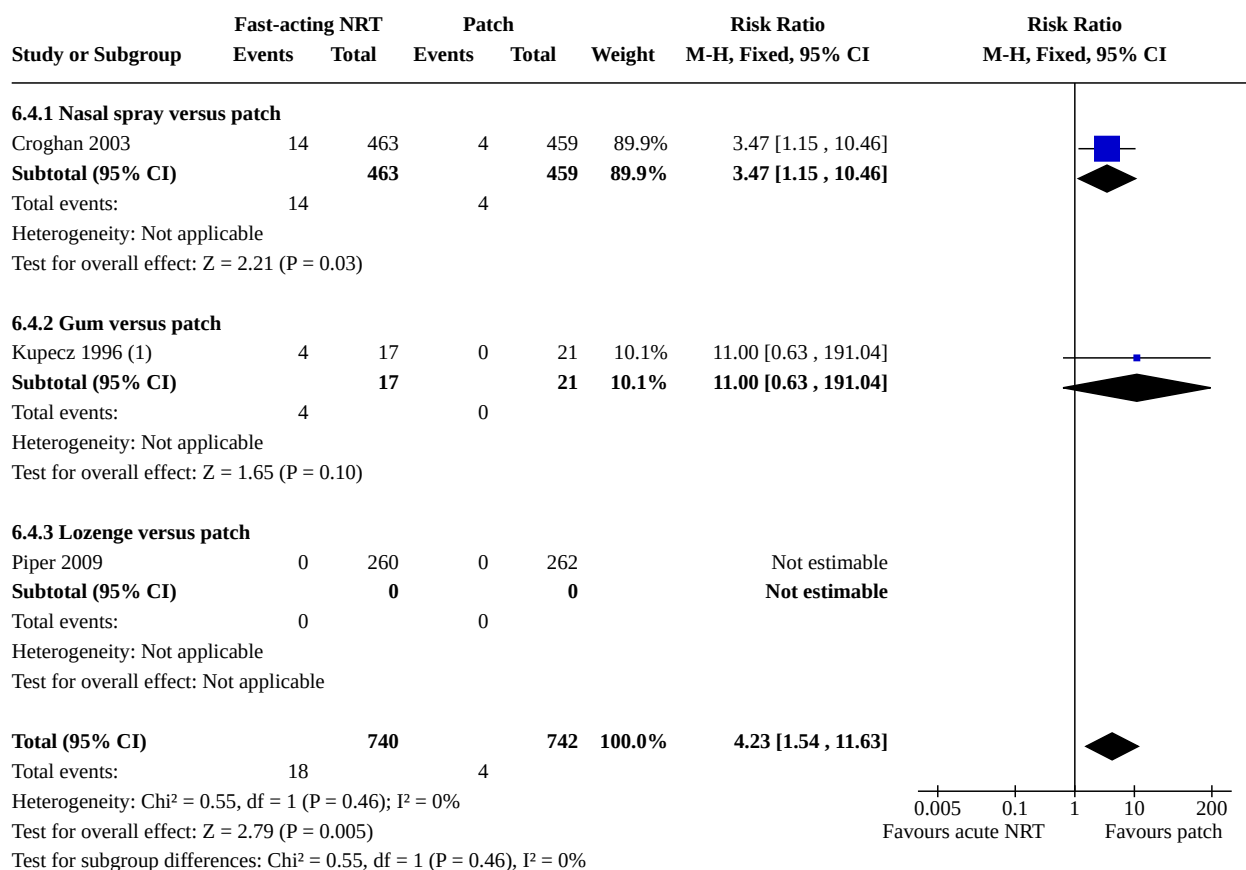 Fast-acting NRT Patch Risk Ratio Risk Ratio
Study or Subgroup Events Total Events Total Weight M-H, Fixed, 95% CI M-H, Fixed, 95% CI
6.4.1 Nasal spray versus patch
Croghan 2003 14 463 4 459 89.9% 3.47 [1.15 , 10.46]
Subtotal (95% CI) 463 459 89.9% 3.47 [1.15 , 10.46]
Total events: 14 4
Heterogeneity: Not applicable
Test for overall effect: Z = 2.21 (P = 0.03)
6.4.2 Gum versus patch
Kupecz 1996 (1) 4 17 0 21 10.1% 11.00 [0.63 , 191.04]
Subtotal (95% CI) 17 21 10.1% 11.00 [0.63 , 191.04]
Total events: 4 0
Heterogeneity: Not applicable
Test for overall effect: Z = 1.65 (P = 0.10)
6.4.3 Lozenge versus patch
Piper 2009 0 260 0 262 Not estimable
Subtotal (95% CI) 0 0 Not estimable
Total events: 0 0
Heterogeneity: Not applicable
Test for overall effect: Not applicable
Total (95% CI) 740 742 100.0% 4.23 [1.54 , 11.63]
Total events: 18 4
Heterogeneity: Chi² = 0.55, df = 1 (P = 0.46); I² = 0%
0.005 0.1 1 10 200
Test for overall effect: Z = 2.79 (P = 0.005) Favours acute NRT Favours patch
Test for subgroup differences: Chi² = 0.55, df = 1 (P = 0.46), I² = 0%